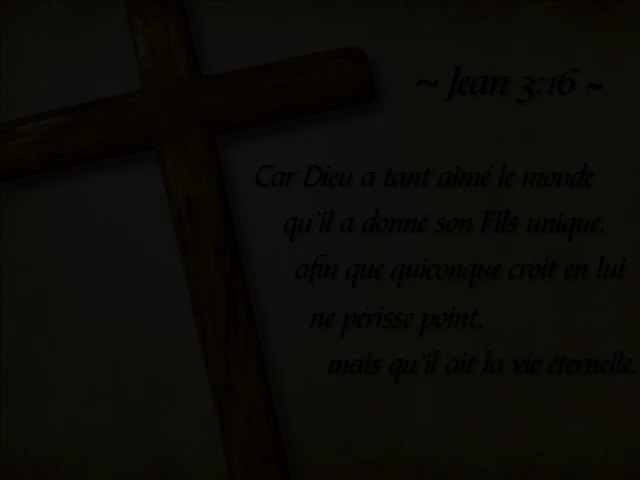 ~ Jean 3:16 ~
Car Dieu a tant aimé le monde
qu'il a donné son Fils unique,
afin que quiconque croit en lui
ne périsse point,
mais qu'il ait la vie éternelle.